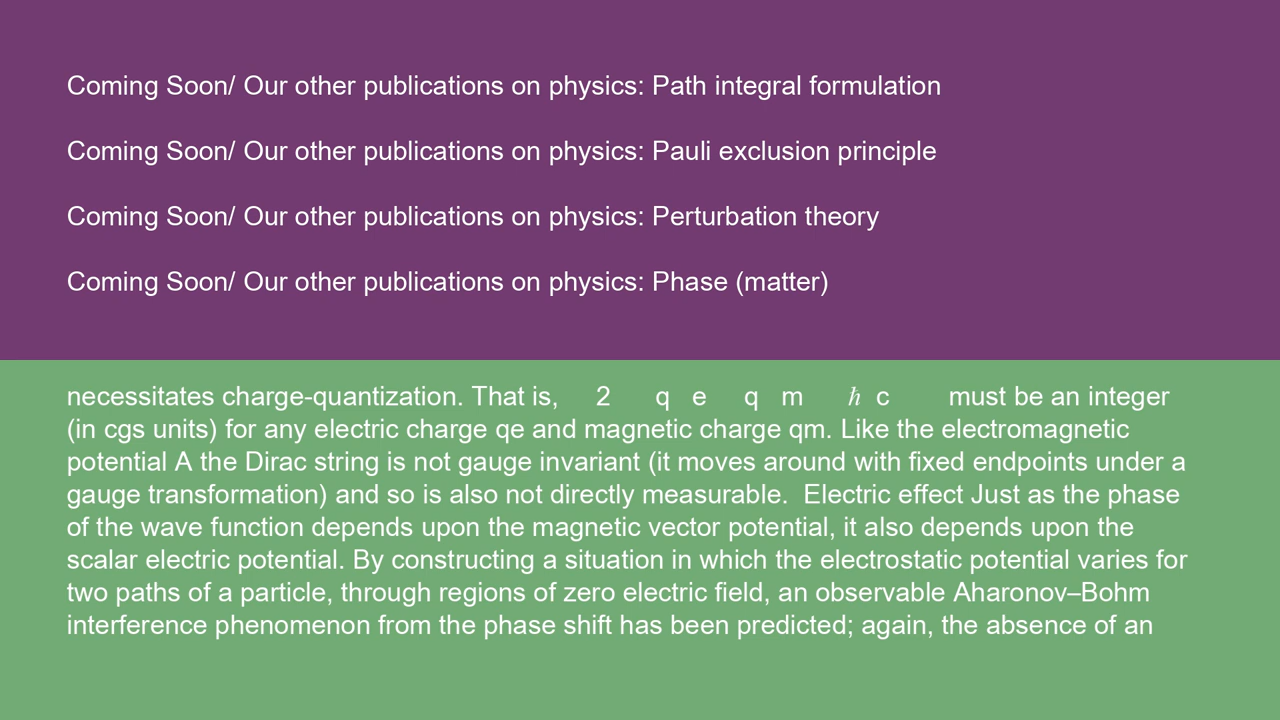 Coming Soon/ Our other publications on physics: Path integral formulation
Coming Soon/ Our other publications on physics: Pauli exclusion principle
Coming Soon/ Our other publications on physics: Perturbation theory
Coming Soon/ Our other publications on physics: Phase (matter)
necessitates charge-quantization. That is, 2 q e q m ℏ c must be an integer
(in cgs units) for any electric charge qe and magnetic charge qm. Like the electromagnetic
potential A the Dirac string is not gauge invariant (it moves around with fixed endpoints under a
gauge transformation) and so is also not directly measurable. Electric effect Just as the phase
of the wave function depends upon the magnetic vector potential, it also depends upon the
scalar electric potential. By constructing a situation in which the electrostatic potential varies for
two paths of a particle, through regions of zero electric field, an observable Aharonov–Bohm
interference phenomenon from the phase shift has been predicted; again, the absence of an